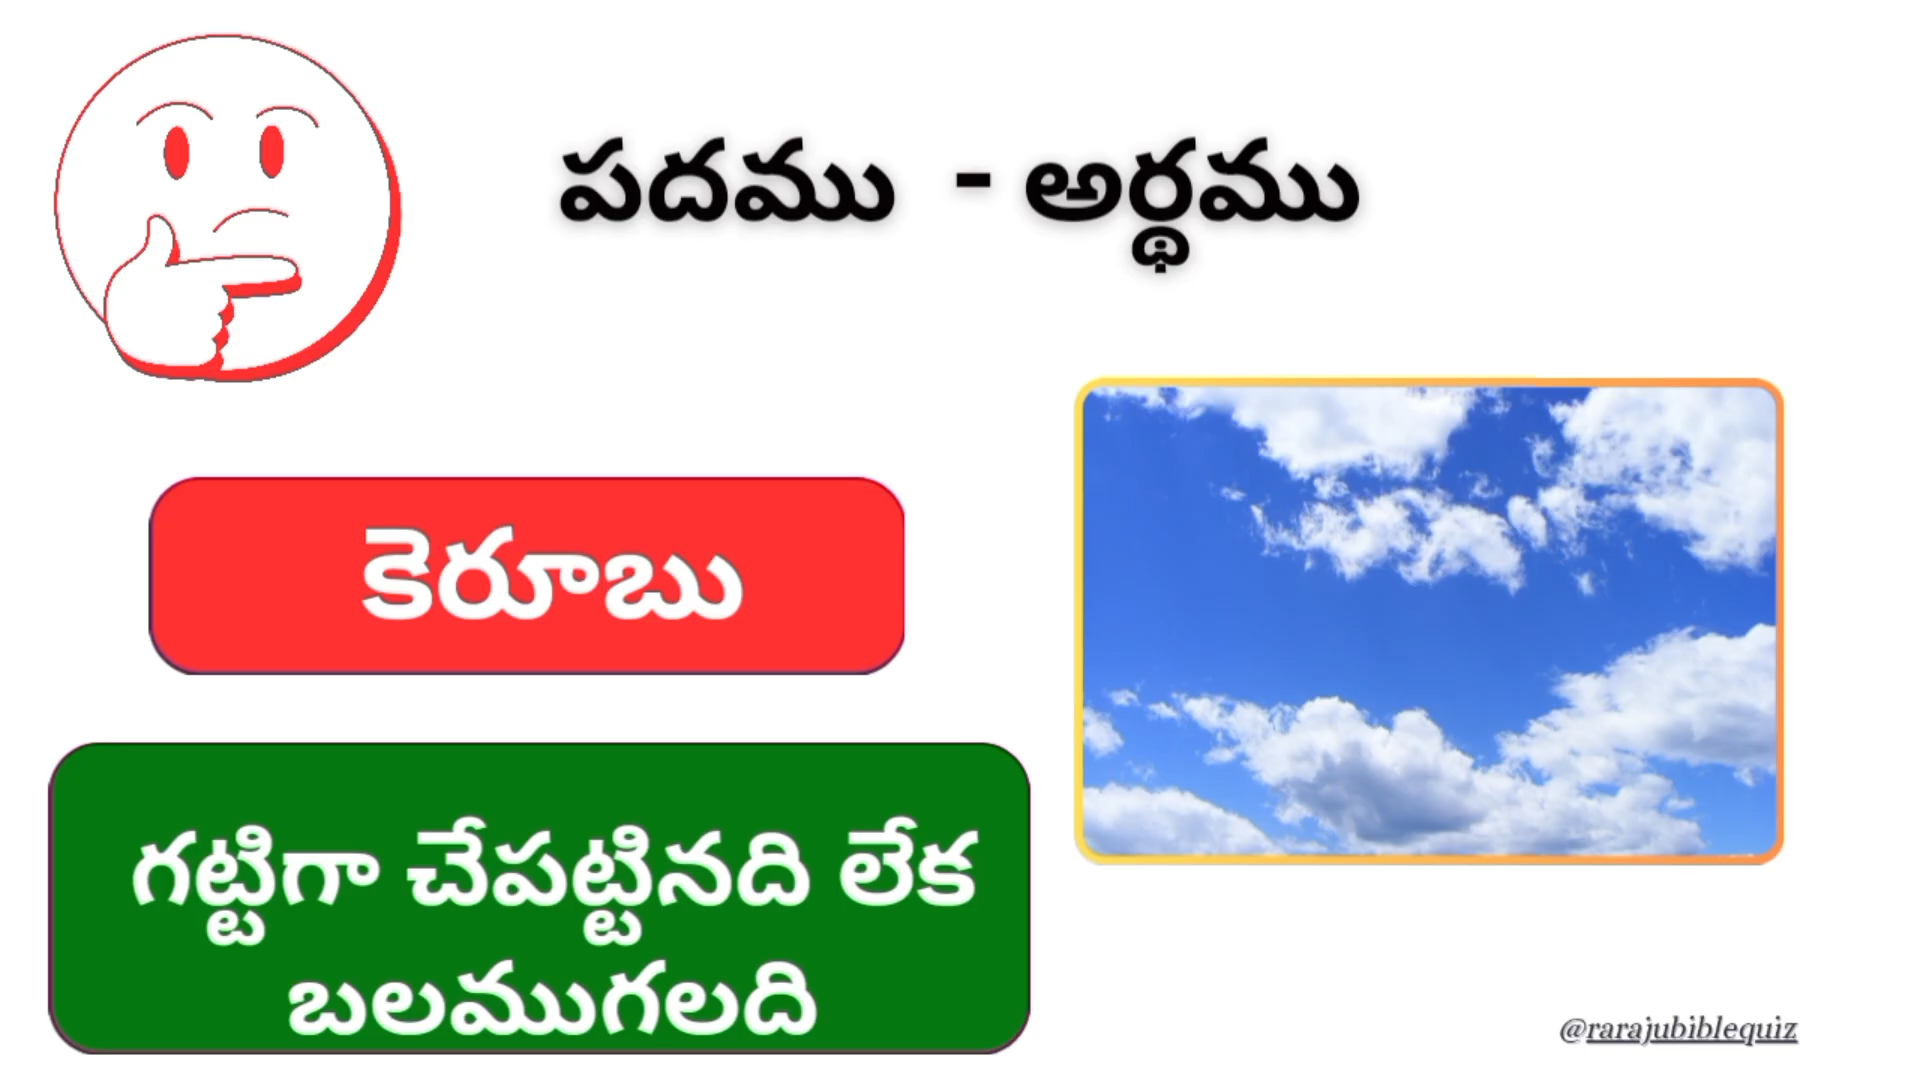 పదము - అర్థము
కెరూబు
గట్టిగా చేపట్టినది లేక
బలముగలది
@rarajubiblequiz